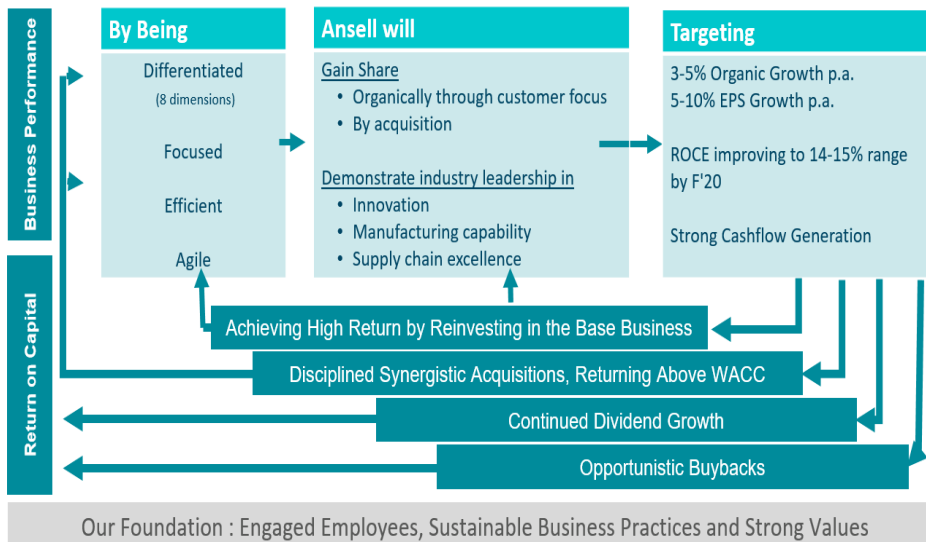 Business Performance
Return on Capital
By Being
Differentiated
(8 dimensions)
Focused
Efficient
Agile
Ansell will
Gain Share
• Organically through customer focus
• By acquisition
Demonstrate industry leadership in
• Innovation
• Manufacturing capability
• Supply chain excellence
Targeting
3-5% Organic Growth p.a.
5-10% EPS Growth p.a.
ROCE improving to 14-15% range
by F'20
Strong Cashflow Generation
Achieving High Return by Reinvesting in the Base Business
Disciplined Synergistic Acquisitions, Returning Above WACC
Continued Dividend Growth
Opportunistic Buybacks
Our Foundation : Engaged Employees, Sustainable Business Practices and Strong Values